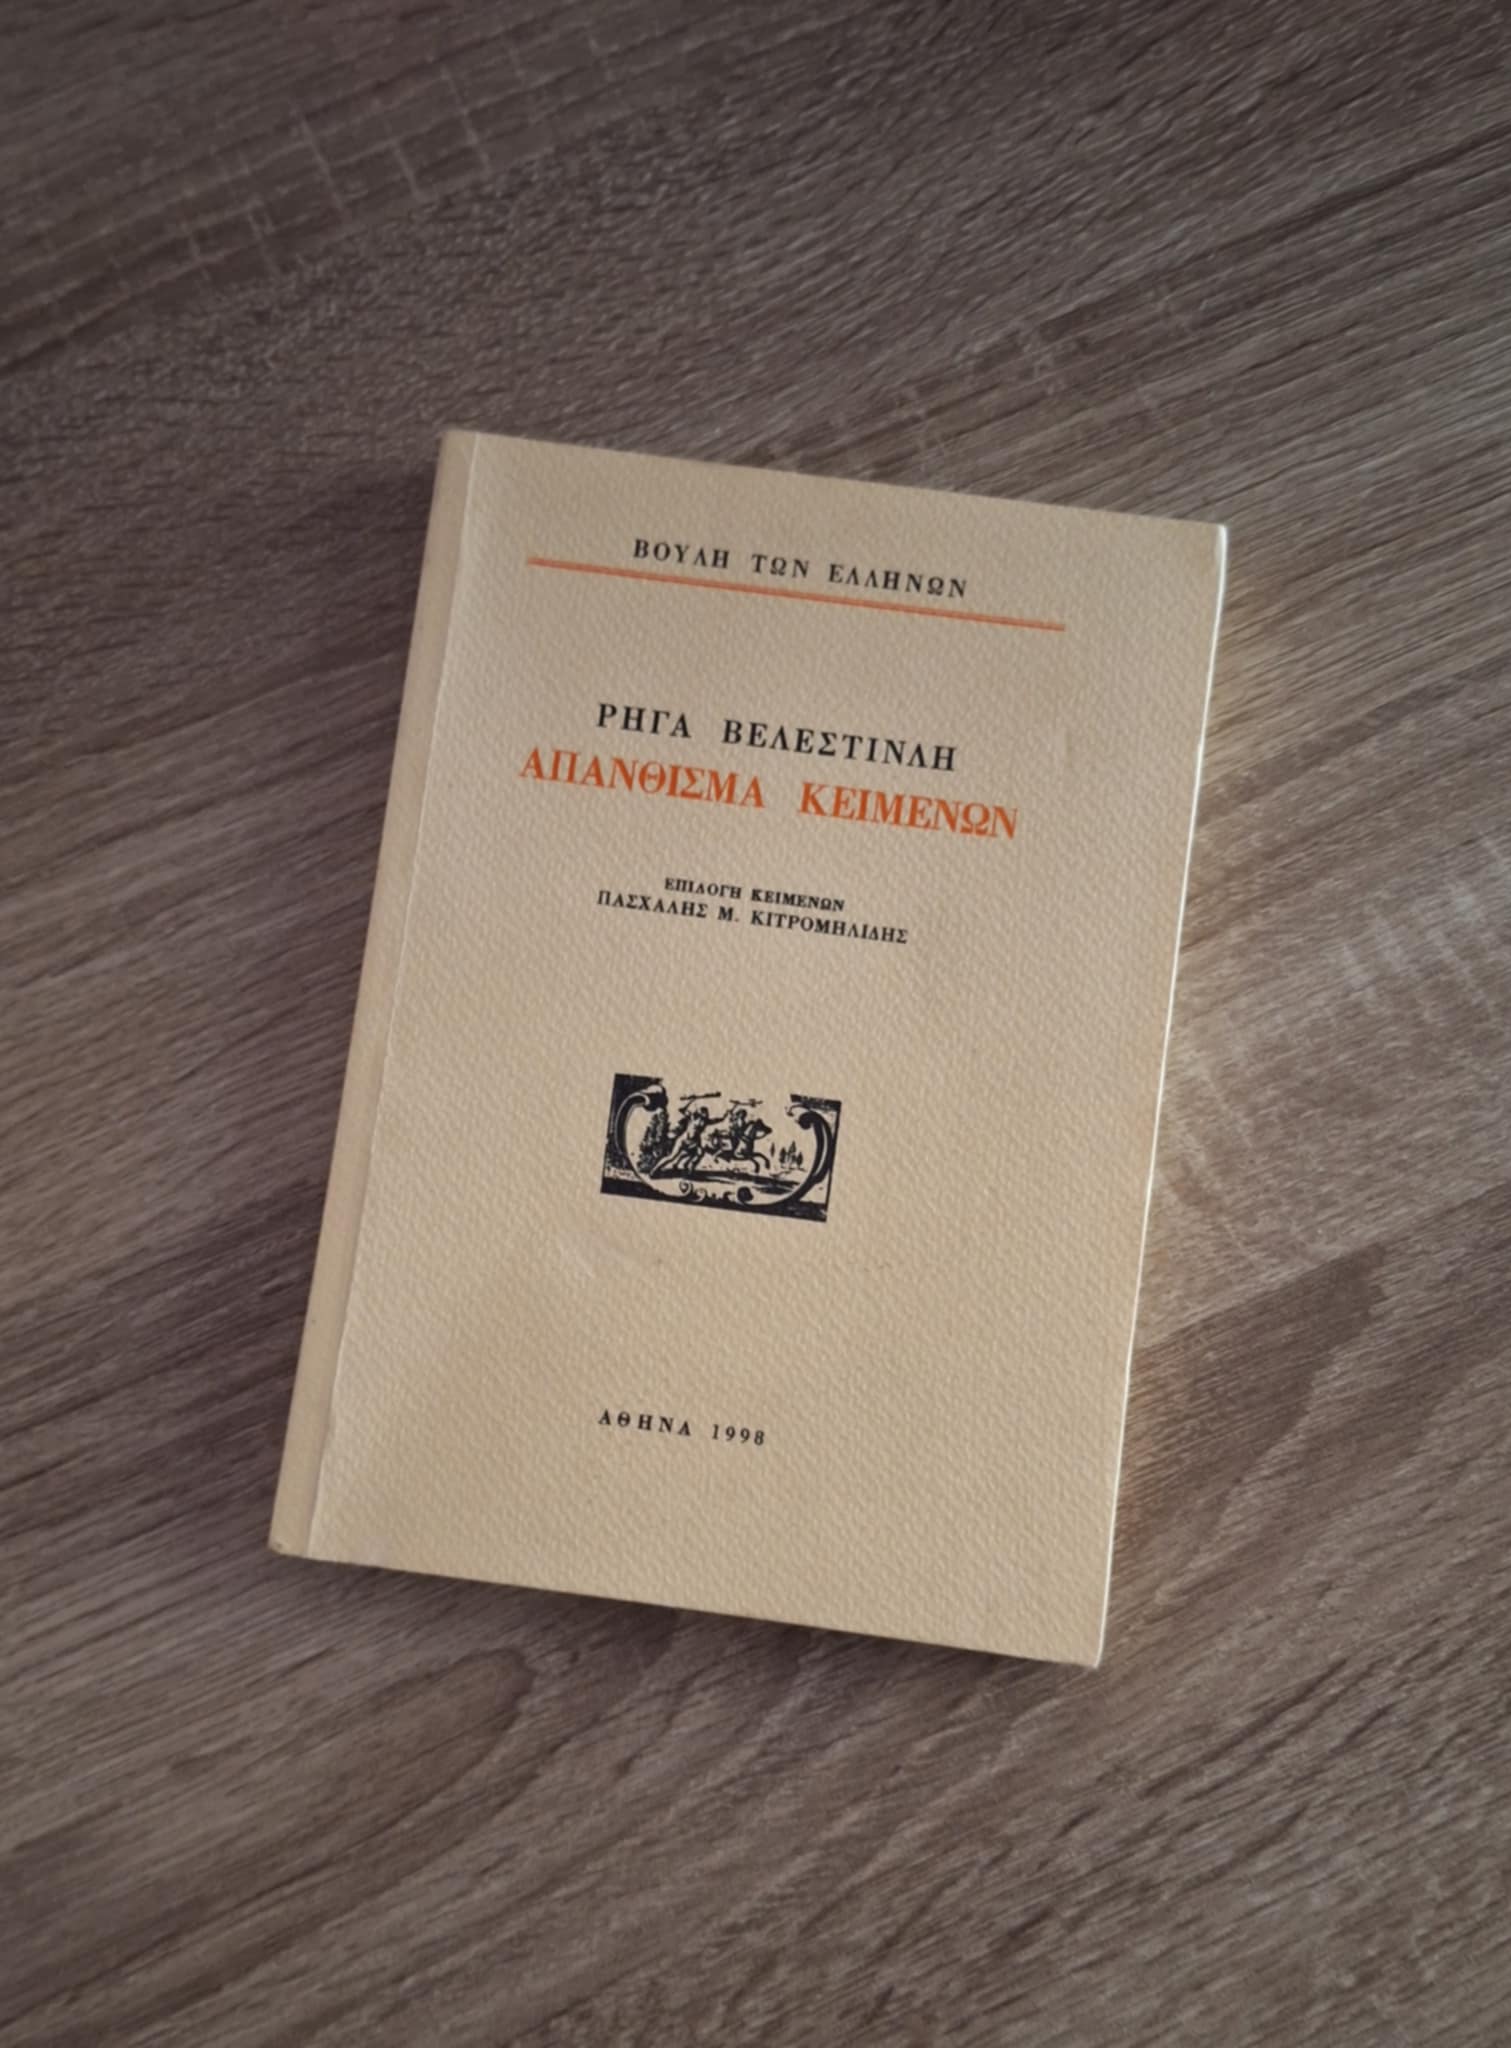 ΒΟΥΛΗ ΤΩΝ ΕΛΛΗΝΩΝ
ΡΗΓΑ ΒΕΛΕΣΤΙΝΛΗ
ΑΠΑΝΘΙΣΜΑ ΚΕΙΜΕΝΩΝ
ΕΠΙΛΟΓΗ ΚΕΙΜΕΝΩΝ
ΠΑΣΧΑΛΗΣ Μ. ΚΙΤΡΟΜΗΛΙΔΗΣ
ΑΘΗΝΑ 1998